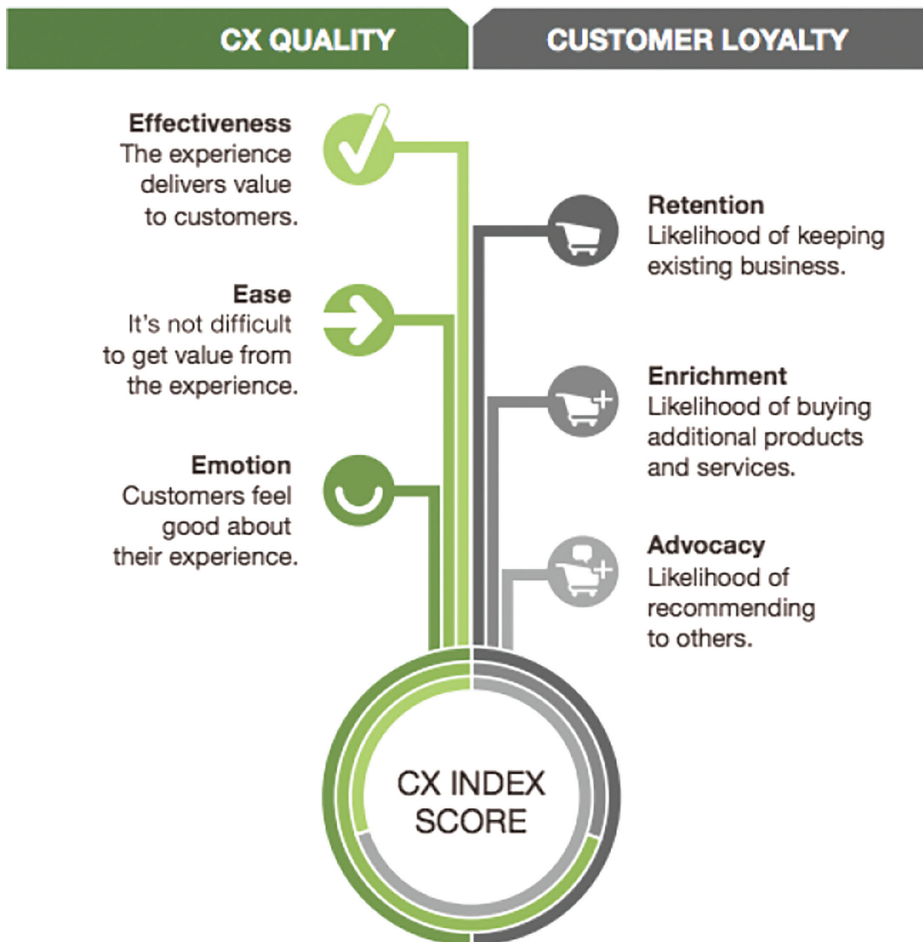 CX QUALITY
CUSTOMER LOYALTY
Effectiveness
The experience
delivers value
to customers.
Ease
It's not difficult
to get value from
the experience.
Emotion
Customers feel
good about
their experience.
Retention
Likelihood of keeping
existing business.
Enrichment
Likelihood of buying
additional products
and services.
Advocacy
Likelihood of
recommending
to others.
CX INDEX
SCORE